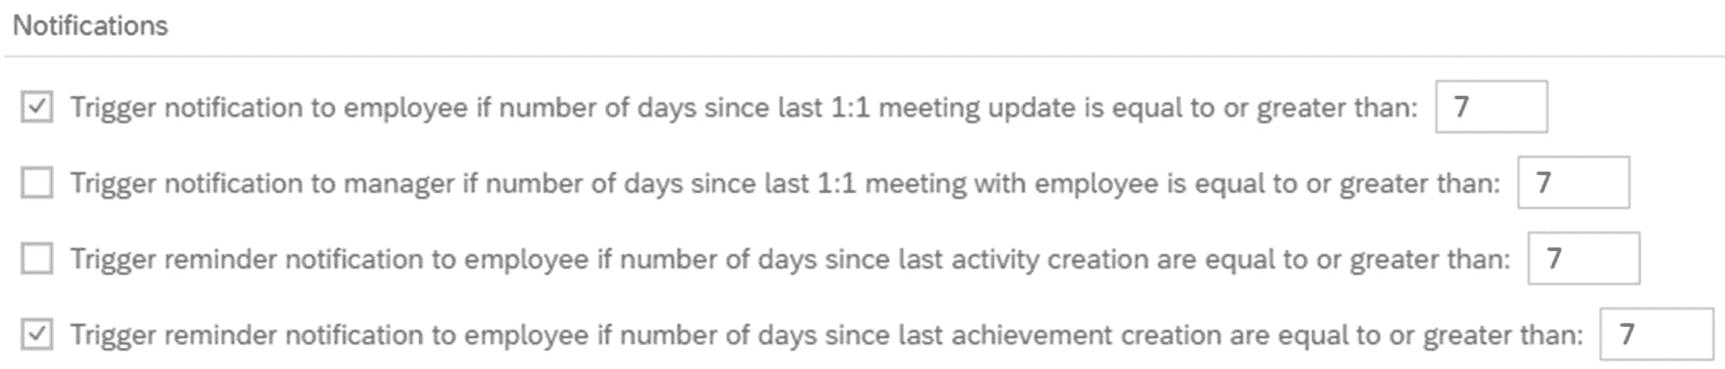 Notifications
Trigger notification to employee if number of days since last 1:1 meeting update is equal to or greater than: 7
Trigger notification to manager if number of days since last 1:1 meeting with employee is equal to or greater than: 7
Trigger reminder notification to employee if number of days since last activity creation are equal to or greater than: 7
Trigger reminder notification to employee if number of days since last achievement creation are equal to or greater than: 7